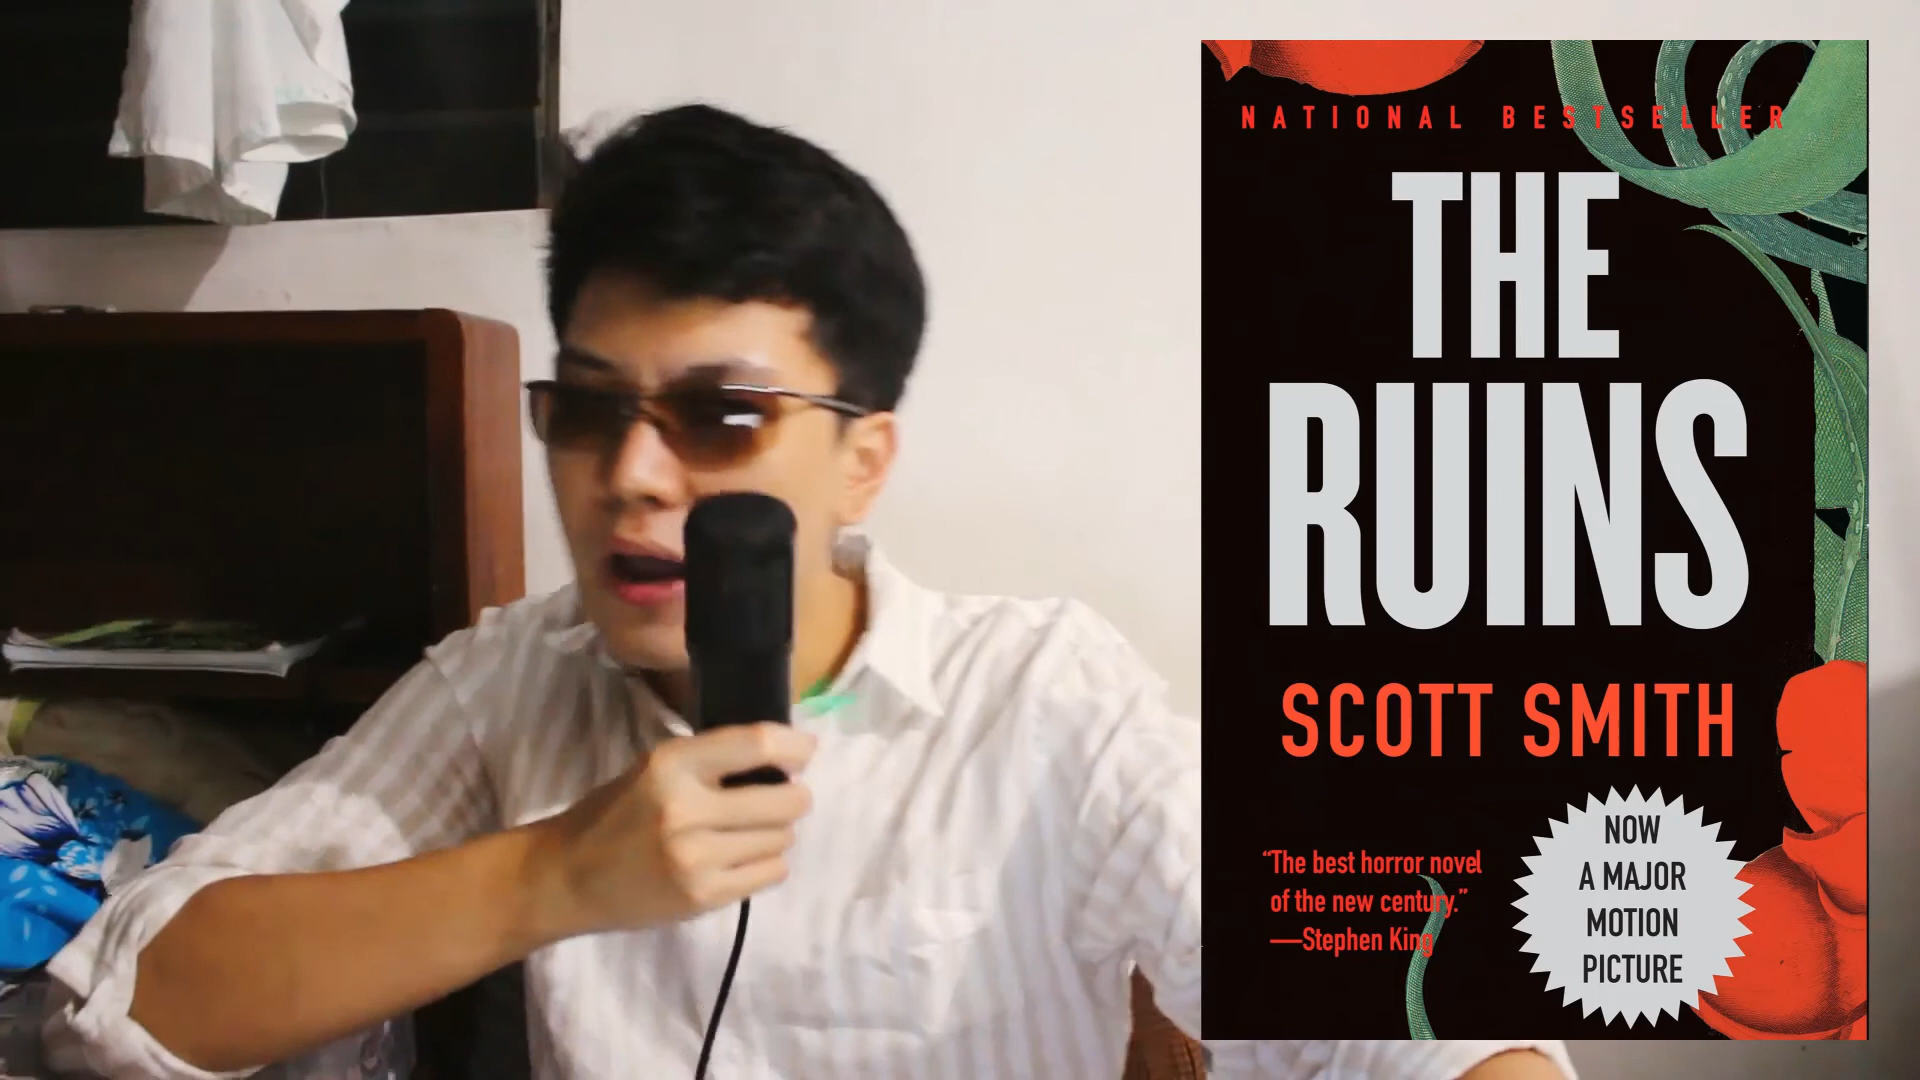 NATIONAL BESTSELLER
THE
RUINS
SCOTT SMITH
“The best horror novel
of the new century.”
—Stephen King
NOW
A MAJOR
MOTION
PICTURE